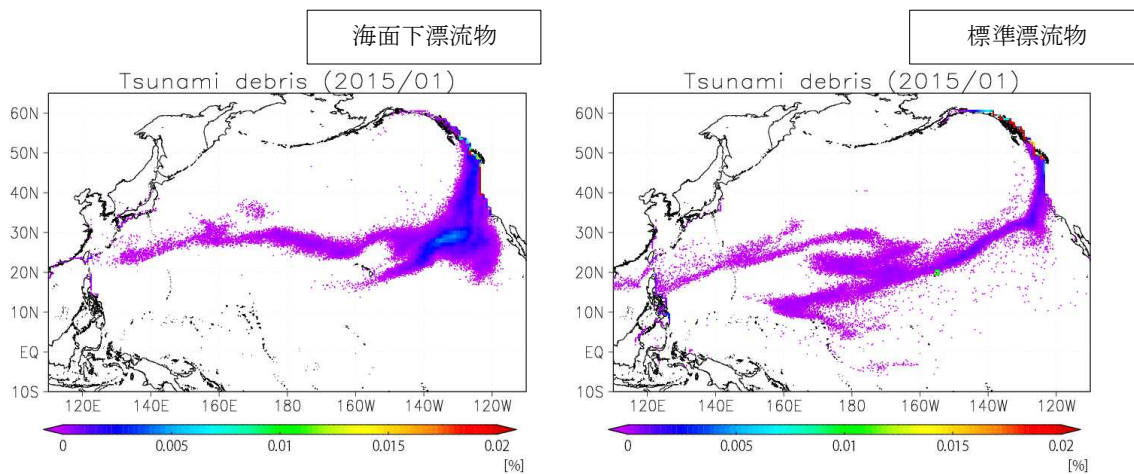 海面下漂流物
Tsunami debris (2015/01)
60N
50N
40N
30N
20N
10N
EQ
10S
120E 140E 160E 180 160W 140W 120W
0 0.005 0.01 0.015 0.02
[%]
標準漂流物
Tsunami debris (2015/01)
60N
50N
40N
30N
20N
10N
EQ
10S
120E 140E 160E 180 160W 140W 120W
0 0.005 0.01 0.015 0.02
[%]